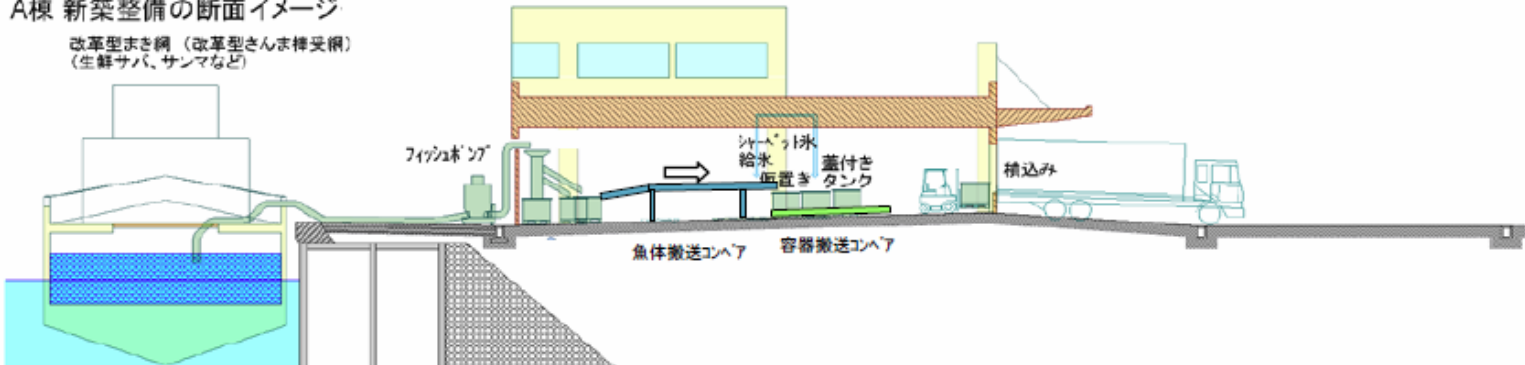 A棟 新築整備の断面イメージ
改革型まき網（改革型さんま棒受網）
（生鮮サバ、サンマなど）
フィッシュポンプ
シャーベット氷
給氷
仮置き
蓋付き
タンク
積込み
魚体搬送コンベア
容器搬送コンベア